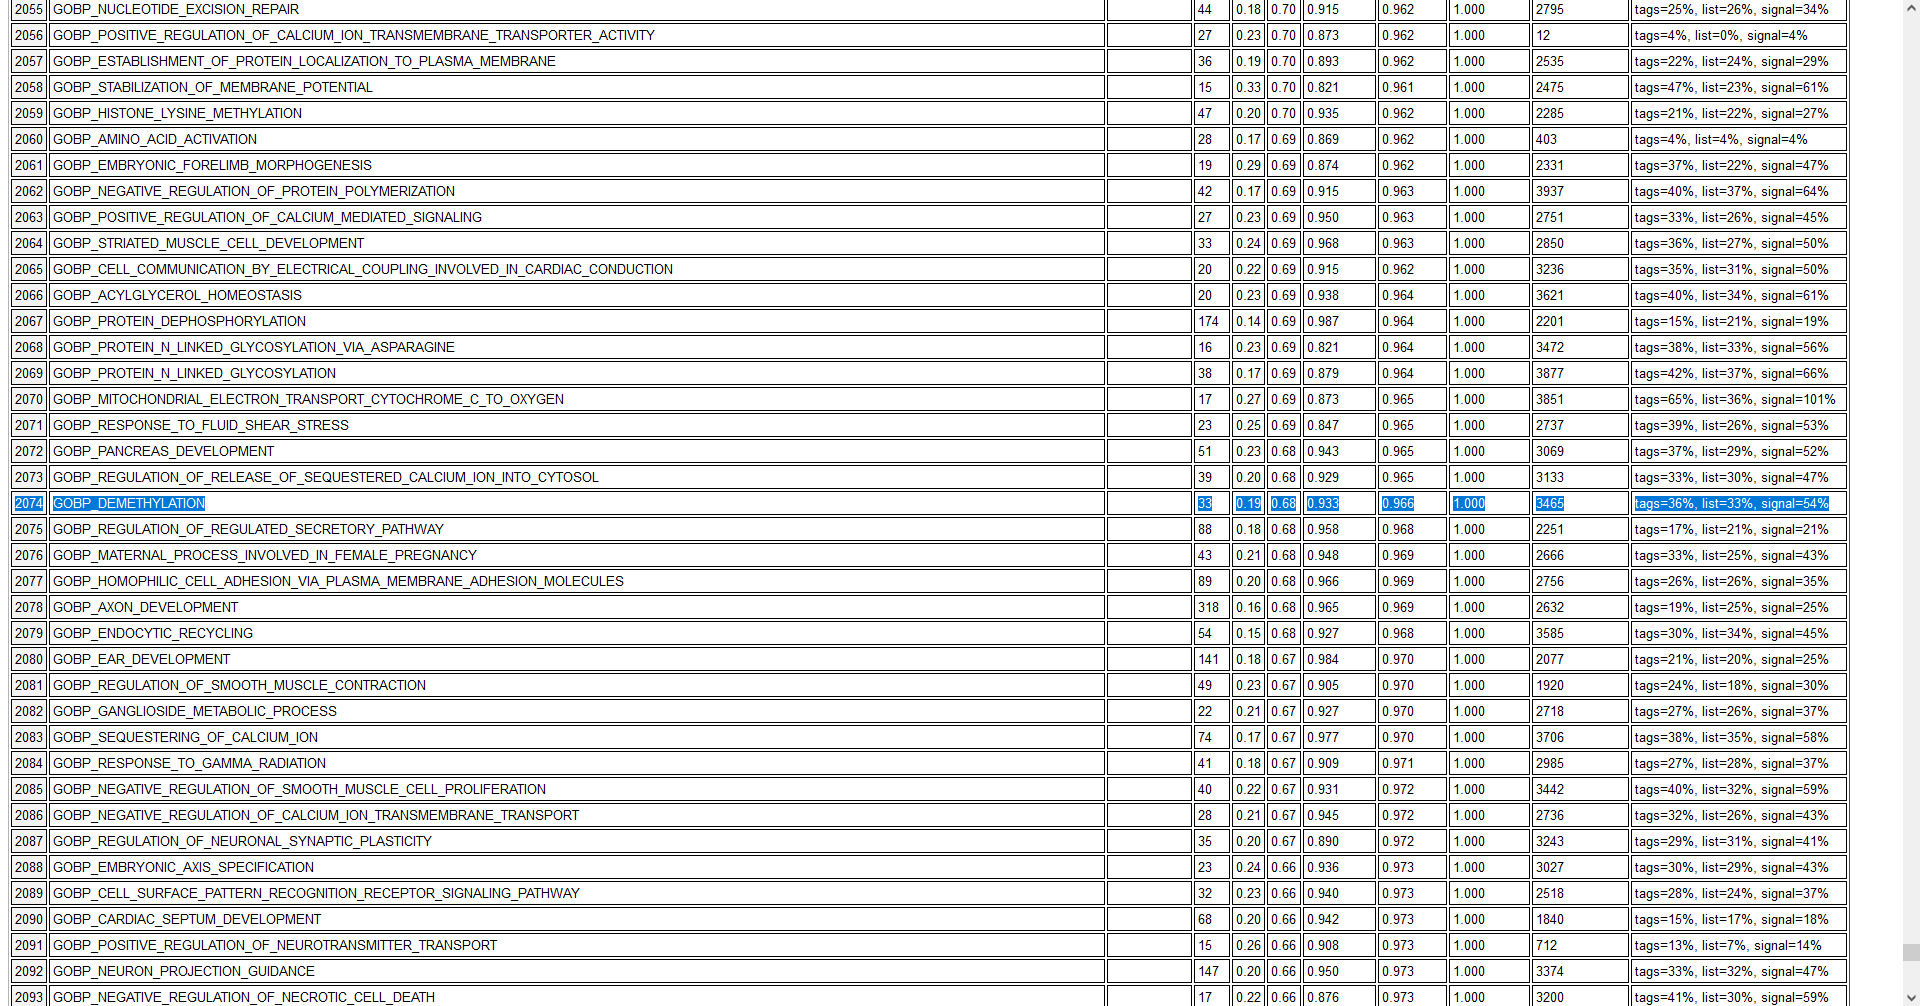 2055 GOBP_NUCLEOTIDE_EXCISION_REPAIR 44 0.18 0.70 0.915 0.962 1.000 2795 tags=25%, list=26%, signal=34%
2056 GOBP_POSITIVE_REGULATION_OF_CALCIUM_ION_TRANSMEMBRANE_TRANSPORTER_ACTIVITY 27 0.23 0.70 0.873 0.962 1.000 12 tags=4%, list=0%, signal=4%
2057 GOBP_ESTABLISHMENT_OF_PROTEIN_LOCALIZATION_TO_PLASMA_MEMBRANE 36 0.19 0.70 0.893 0.962 1.000 2535 tags=22%, list=24%, signal=29%
2058 GOBP_STABILIZATION_OF_MEMBRANE_POTENTIAL 15 0.33 0.70 0.821 0.961 1.000 2475 tags=47%, list=23%, signal=61%
2059 GOBP_HISTONE_LYSINE_METHYLATION 47 0.20 0.70 0.935 0.962 1.000 2285 tags=21%, list=22%, signal=27%
2060 GOBP_AMINO_ACID_ACTIVATION 28 0.17 0.69 0.869 0.962 1.000 403 tags=4%, list=4%, signal=4%
2061 GOBP_EMBRYONIC_FORELIMB_MORPHOGENESIS 19 0.29 0.69 0.874 0.962 1.000 2331 tags=37%, list=22%, signal=47%
2062 GOBP_NEGATIVE_REGULATION_OF_PROTEIN_POLYMERIZATION 42 0.17 0.69 0.915 0.963 1.000 3937 tags=40%, list=37%, signal=64%
2063 GOBP_POSITIVE_REGULATION_OF_CALCIUM_MEDIATED_SIGNALING 27 0.23 0.69 0.950 0.963 1.000 2751 tags=33%, list=26%, signal=45%
2064 GOBP_STRIATED_MUSCLE_CELL_DEVELOPMENT 33 0.24 0.69 0.968 0.963 1.000 2850 tags=36%, list=27%, signal=50%
2065 GOBP_CELL_COMMUNICATION_BY_ELECTRICAL_COUPLING_INVOLVED_IN_CARDIAC_CONDUCTION 20 0.22 0.69 0.915 0.962 1.000 3236 tags=35%, list=31%, signal=50%
2066 GOBP_ACYLGLYCEROL_HOMEOSTASIS 20 0.23 0.69 0.938 0.964 1.000 3621 tags=40%, list=34%, signal=61%
2067 GOBP_PROTEIN_DEPHOSPHORYLATION 174 0.14 0.69 0.987 0.964 1.000 2201 tags=15%, list=21%, signal=19%
2068 GOBP_PROTEIN_N_LINKED_GLYCOSYLATION_VIA_ASPARAGINE 16 0.23 0.69 0.821 0.964 1.000 3472 tags=38%, list=33%, signal=56%
2069 GOBP_PROTEIN_N_LINKED_GLYCOSYLATION 38 0.17 0.69 0.879 0.964 1.000 3877 tags=42%, list=37%, signal=66%
2070 GOBP_MITOCHONDRIAL_ELECTRON_TRANSPORT_CYTOCHROME_C_TO_OXYGEN 17 0.27 0.69 0.873 0.965 1.000 3851 tags=65%, list=36%, signal=101%
2071 GOBP_RESPONSE_TO_FLUID_SHEAR_STRESS 23 0.25 0.69 0.847 0.965 1.000 2737 tags=39%, list=26%, signal=53%
2072 GOBP_PANCREAS_DEVELOPMENT 51 0.23 0.68 0.943 0.965 1.000 3069 tags=37%, list=29%, signal=52%
2073 GOBP_REGULATION_OF_RELEASE_OF_SEQUESTERED_CALCIUM_ION_INTO_CYTOSOL 39 0.20 0.68 0.929 0.965 1.000 3133 tags=33%, list=30%, signal=47%
2074 GOBP_DEMETHYLATION 33 0.19 0.68 0.933 0.966 1.000 3465 tags=36%, list=33%, signal=54%
2075 GOBP_REGULATION_OF_REGULATED_SECRETORY_PATHWAY 88 0.18 0.68 0.958 0.968 1.000 2251 tags=17%, list=21%, signal=21%
2076 GOBP_MATERNAL_PROCESS_INVOLVED_IN_FEMALE_PREGNANCY 43 0.21 0.68 0.948 0.969 1.000 2666 tags=33%, list=25%, signal=43%
2077 GOBP_HOMOPHILIC_CELL_ADHESION_VIA_PLASMA_MEMBRANE_ADHESION_MOLECULES 89 0.20 0.68 0.966 0.969 1.000 2756 tags=26%, list=26%, signal=35%
2078 GOBP_AXON_DEVELOPMENT 318 0.16 0.68 0.965 0.969 1.000 2632 tags=19%, list=25%, signal=25%
2079 GOBP_ENDOCYTIC_RECYCLING 54 0.15 0.68 0.927 0.968 1.000 3585 tags=30%, list=34%, signal=45%
2080 GOBP_EAR_DEVELOPMENT 141 0.18 0.67 0.984 0.970 1.000 2077 tags=21%, list=20%, signal=25%
2081 GOBP_REGULATION_OF_SMOOTH_MUSCLE_CONTRACTION 49 0.23 0.67 0.905 0.970 1.000 1920 tags=24%, list=18%, signal=30%
2082 GOBP_GANGLIOSIDE_METABOLIC_PROCESS 22 0.21 0.67 0.927 0.970 1.000 2718 tags=27%, list=26%, signal=37%
2083 GOBP_SEQUESTERING_OF_CALCIUM_ION 74 0.17 0.67 0.977 0.970 1.000 3706 tags=38%, list=35%, signal=58%
2084 GOBP_RESPONSE_TO_GAMMA_RADIATION 41 0.18 0.67 0.909 0.971 1.000 2985 tags=27%, list=28%, signal=37%
2085 GOBP_NEGATIVE_REGULATION_OF_SMOOTH_MUSCLE_CELL_PROLIFERATION 40 0.22 0.67 0.931 0.972 1.000 3442 tags=40%, list=32%, signal=59%
2086 GOBP_NEGATIVE_REGULATION_OF_CALCIUM_ION_TRANSMEMBRANE_TRANSPORT 28 0.21 0.67 0.945 0.972 1.000 2736 tags=32%, list=26%, signal=43%
2087 GOBP_REGULATION_OF_NEURONAL_SYNAPTIC_PLASTICITY 35 0.20 0.67 0.890 0.972 1.000 3243 tags=29%, list=31%, signal=41%
2088 GOBP_EMBRYONIC_AXIS_SPECIFICATION 23 0.24 0.66 0.936 0.973 1.000 3027 tags=30%, list=29%, signal=43%
2089 GOBP_CELL_SURFACE_PATTERN_RECOGNITION_RECEPTOR_SIGNALING_PATHWAY 32 0.23 0.66 0.940 0.973 1.000 2518 tags=28%, list=24%, signal=37%
2090 GOBP_CARDIAC_SEPTUM_DEVELOPMENT 68 0.20 0.66 0.942 0.973 1.000 1840 tags=15%, list=17%, signal=18%
2091 GOBP_POSITIVE_REGULATION_OF_NEUROTRANSMITTER_TRANSPORT 15 0.26 0.66 0.908 0.973 1.000 712 tags=13%, list=7%, signal=14%
2092 GOBP_NEURON_PROJECTION_GUIDANCE 147 0.20 0.66 0.950 0.973 1.000 3374 tags=33%, list=32%, signal=47%
2093 GOBP_NEGATIVE_REGULATION_OF_NECROTIC_CELL_DEATH 17 0.22 0.66 0.876 0.973 1.000 3200 tags=41%, list=30%, signal=59%